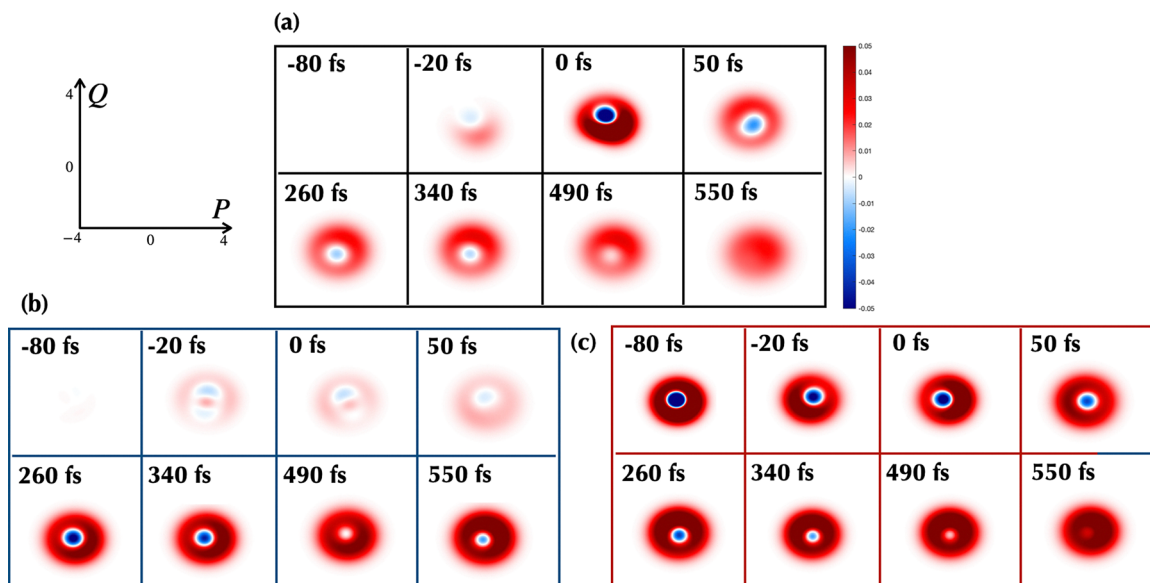 (a)
-80 fs -20 fs 0 fs 50 fs
260 fs 340 fs 490 fs 550 fs
0.05
0.04
0.03
0.02
0.01
0
-0.01
-0.02
-0.03
-0.04
-0.05
4 Q
0
P
−4 0 4
(b)
-80 fs -20 fs 0 fs 50 fs
260 fs 340 fs 490 fs 550 fs
(c)
-80 fs -20 fs 0 fs 50 fs
260 fs 340 fs 490 fs 550 fs